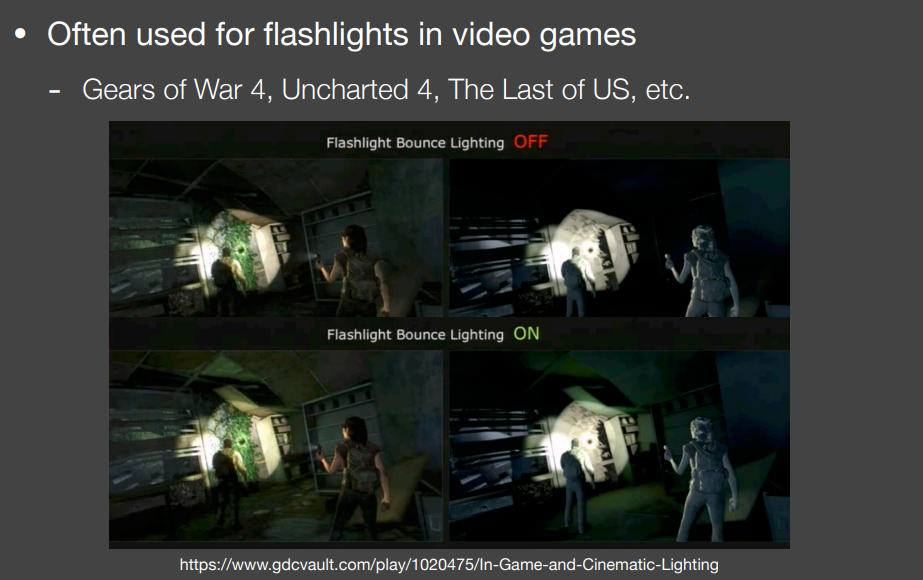 • Often used for flashlights in video games
- Gears of War 4, Uncharted 4, The Last of US, etc.
Flashlight Bounce Lighting OFF
Flashlight Bounce Lighting ON
https://www.gdcvault.com/play/1020475/In-Game-and-Cinematic-Lighting